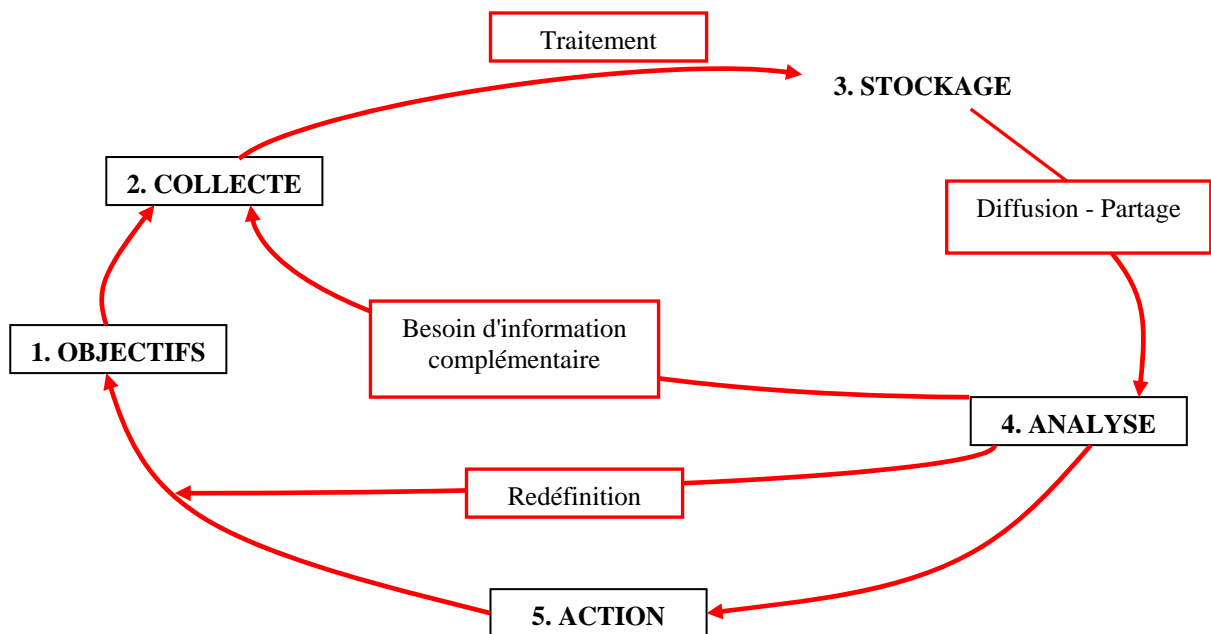 Traitement
3. STOCKAGE
2. COLLECTE
Diffusion - Partage
Besoin d'information
complémentaire
1. OBJECTIFS
4. ANALYSE
Redéfinition
5. ACTION